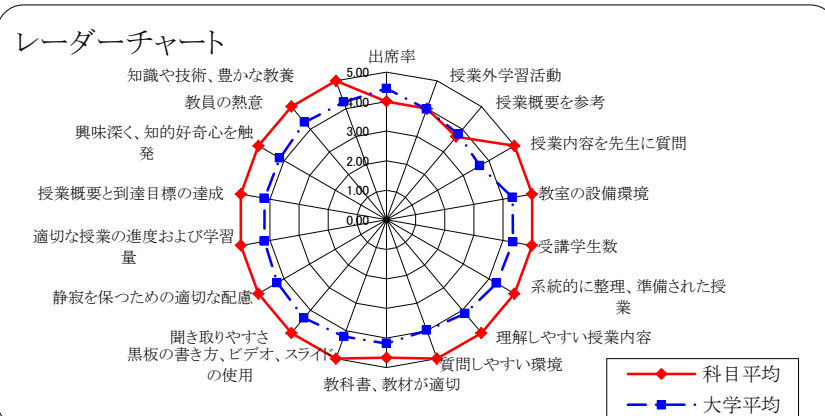 レーダーチャート
出席率
授業外学習活動
授業概要を参考
授業内容を先生に質問
教室の設備環境
受講学生数
系統的に整理、準備された授
業
理解しやすい授業内容
質問しやすい環境
教科書、教材が適切
黒板の書き方、ビデオ、スライド
の使用
聞き取りやすさ
静寂を保つための適切な配慮
適切な授業の進度および学習
量
授業概要と到達目標の達成
興味深く、知的好奇心を触
発
教員の熱意
知識や技術、豊かな教養
5.00
4.00
3.00
2.00
1.00
0.00
科目平均
大学平均